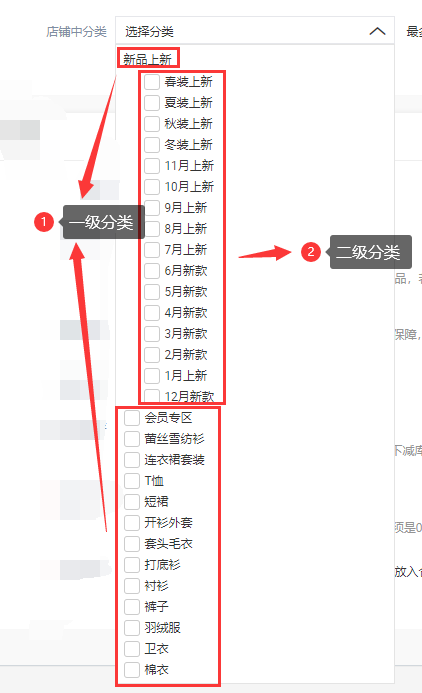 店铺中分类
选择分类
最多
新品上新
春装上新
夏装上新
秋装上新
冬装上新
11月上新
10月上新
9月上新
1 一级分类
8月上新
7月上新
2 二级分类
6月新款
品，
5月新款
4月新款
3月新款
保障，
2月新款
1月上新
12月新款
会员专区
蕾丝雪纺衫
不减库
连衣裙套装
T恤
短裙
开衫外套
须是0
套头毛衣
打底衫
放入仓
衬衫
裤子
羽绒服
卫衣
棉衣